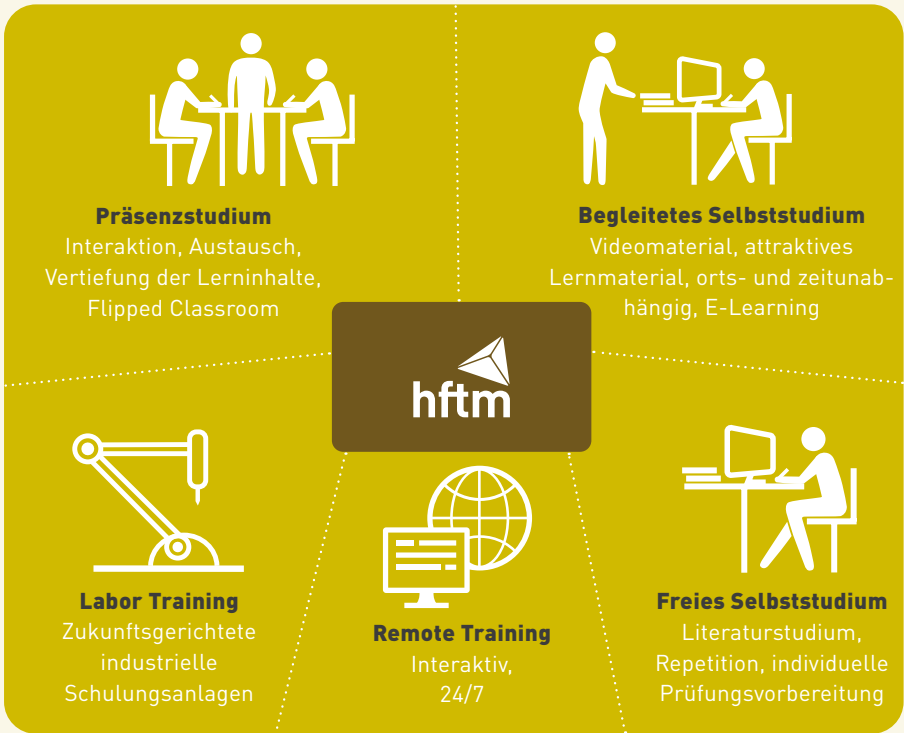 Präsenzstudium
Interaktion, Austausch,
Vertiefung der Lerninhalte,
Flipped Classroom
Begleitetes Selbststudium
Videomaterial, attraktives
Lernmaterial, orts- und zeitunab-
hängig, E-Learning
hftm
Labor Training
Zukunftsgerichtete
industrielle
Schulungsanlagen
Remote Training
Interaktiv,
24/7
Freies Selbststudium
Literaturstudium,
Repetition, individuelle
Prüfungsvorbereitung